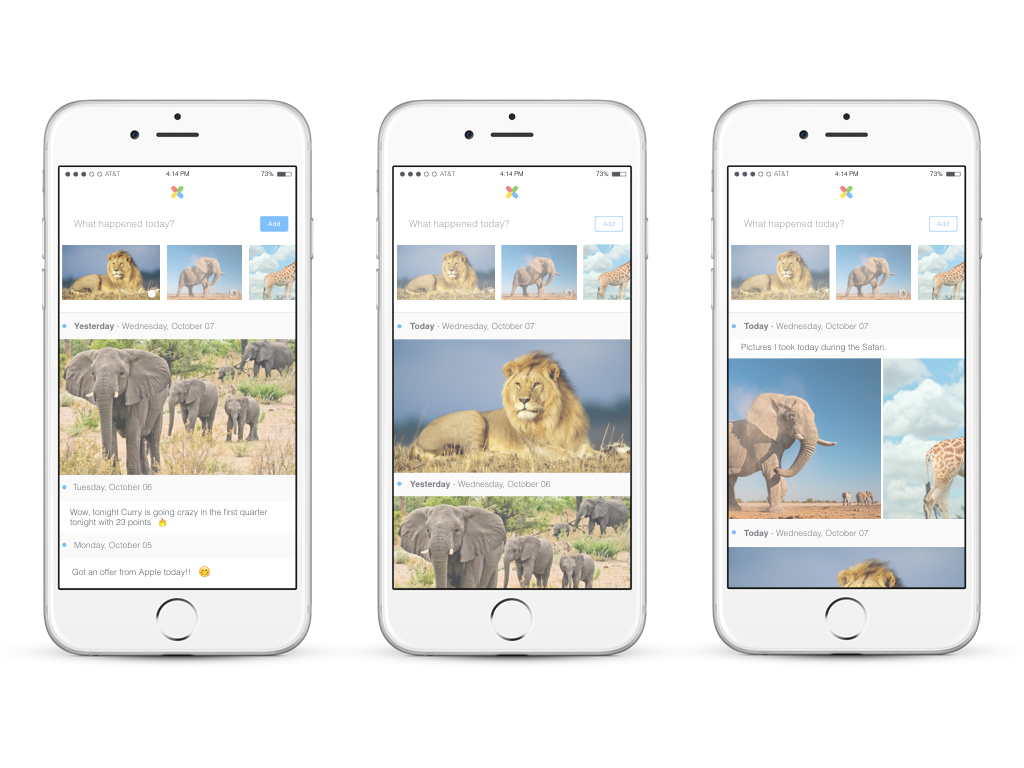 AT&T 4:14 PM 73%
What happened today? Add
Yesterday - Wednesday, October 07
Tuesday, October 06
Wow, tonight Curry is going crazy in the first quarter
tonight with 23 points 🔥
Monday, October 05
Got an offer from Apple today!! 😋
AT&T 4:14 PM 73%
What happened today? Add
Today - Wednesday, October 07
Yesterday - Wednesday, October 06
AT&T 4:14 PM 73%
What happened today? Add
Today - Wednesday, October 07
Pictures I took today during the Safari.
Today - Wednesday, October 07